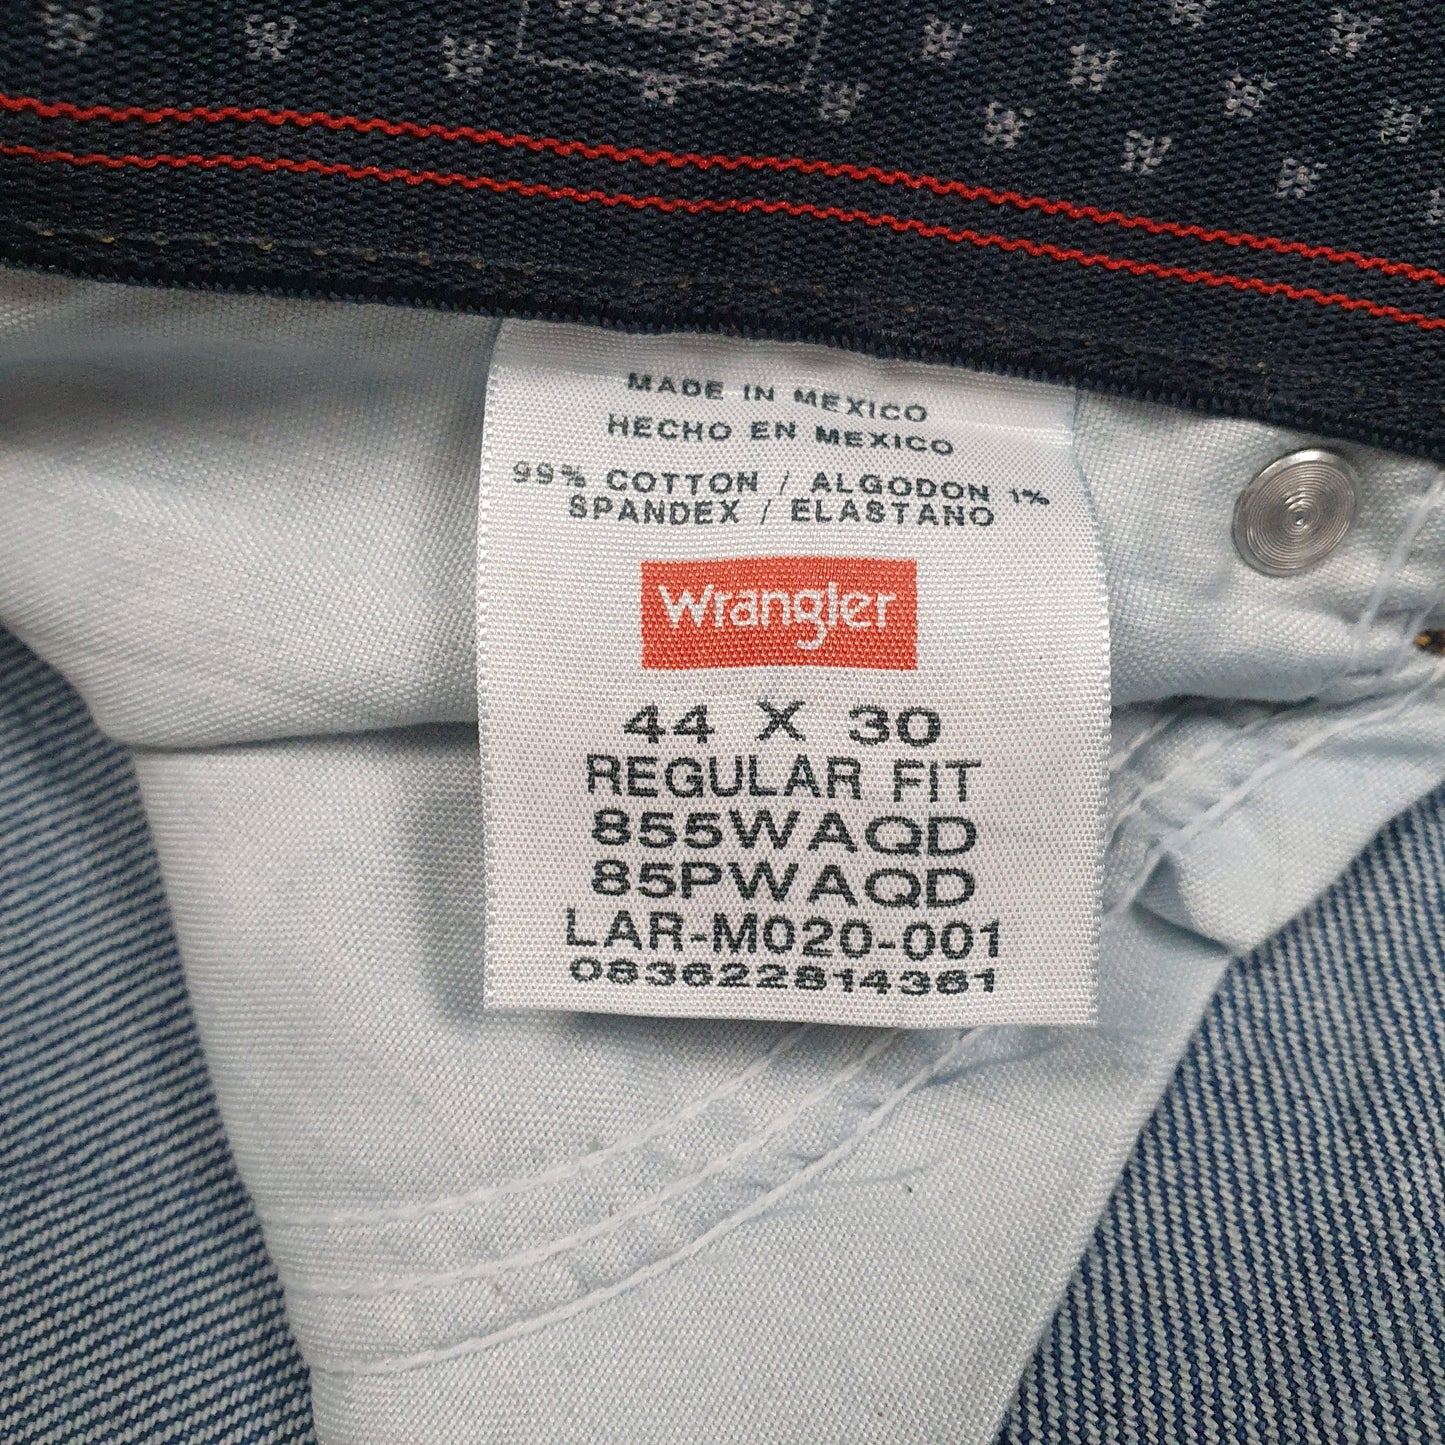 MADE IN MEXICO
HECHO EN MEXICO
99% COTTON / ALGODON 1%
SPANDEX / ELASTANO
Wrangler
44 X 30
REGULAR FIT
855WAQD
85PWAQD
LAR-M020-001
083622814381